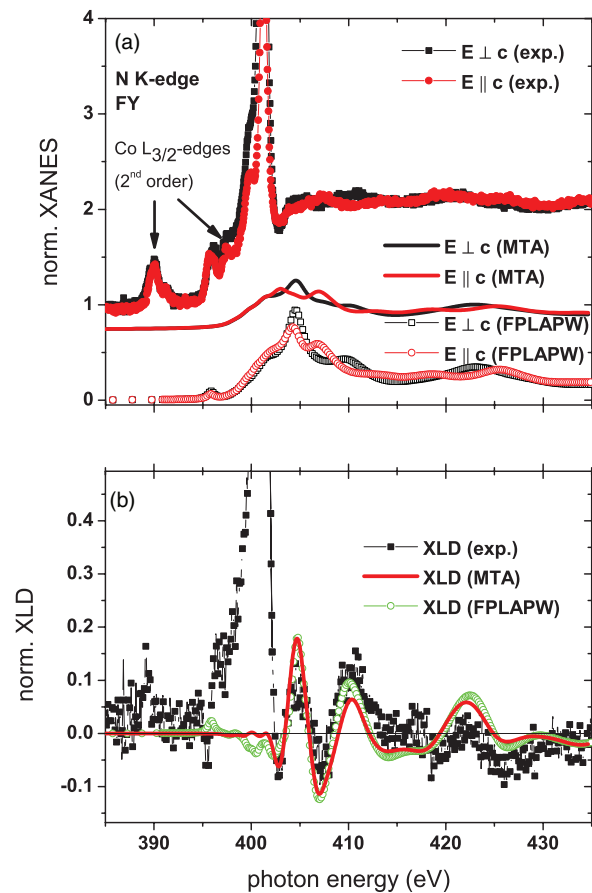 (a)
N K-edge
FY
Co L3/2-edges
(2nd order)
E ⊥ c (exp.)
E || c (exp.)
E ⊥ c (MTA)
E || c (MTA)
E ⊥ c (FPLAPW)
E || c (FPLAPW)
norm. XANES
4
3
2
1
0
(b)
XLD (exp.)
XLD (MTA)
XLD (FPLAPW)
norm. XLD
0.4
0.3
0.2
0.1
0.0
-0.1
390 400 410 420 430
photon energy (eV)